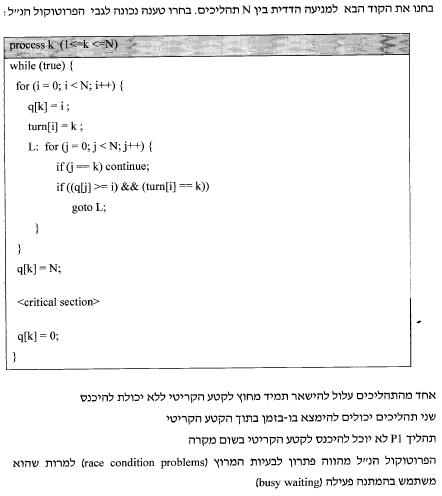 בחנו את הקוד הבא למניעה הדדית בין N תהליכים. בחרו טענה נכונה לגבי הפרוטוקול הנ״ל :
process k (1<=k <=N)
while (true) {
for (i = 0; i < N; i++) {
q[k] = i ;
turn[i] = k ;
L: for (j = 0; j < N; j++) {
if (j == k) continue;
if ((q[j] >= i) && (turn[i] == k))
goto L;
}
}
q[k] = N;
<critical section>
q[k] = 0;
}
אחד מהתהליכים עלול להישאר תמיד מחוץ לקטע הקריטי ללא יכולת להיכנס
שני תהליכים יכולים להימצא בו-בזמן בתוך הקטע הקריטי
תהליך P1 לא יוכל להיכנס לקטע הקריטי בשום מקרה
הפרוטוקול הנ״ל מהווה פתרון לבעיות המרוץ (race condition problems) למרות שהוא
משתמש בהמתנה פעילה (busy waiting)